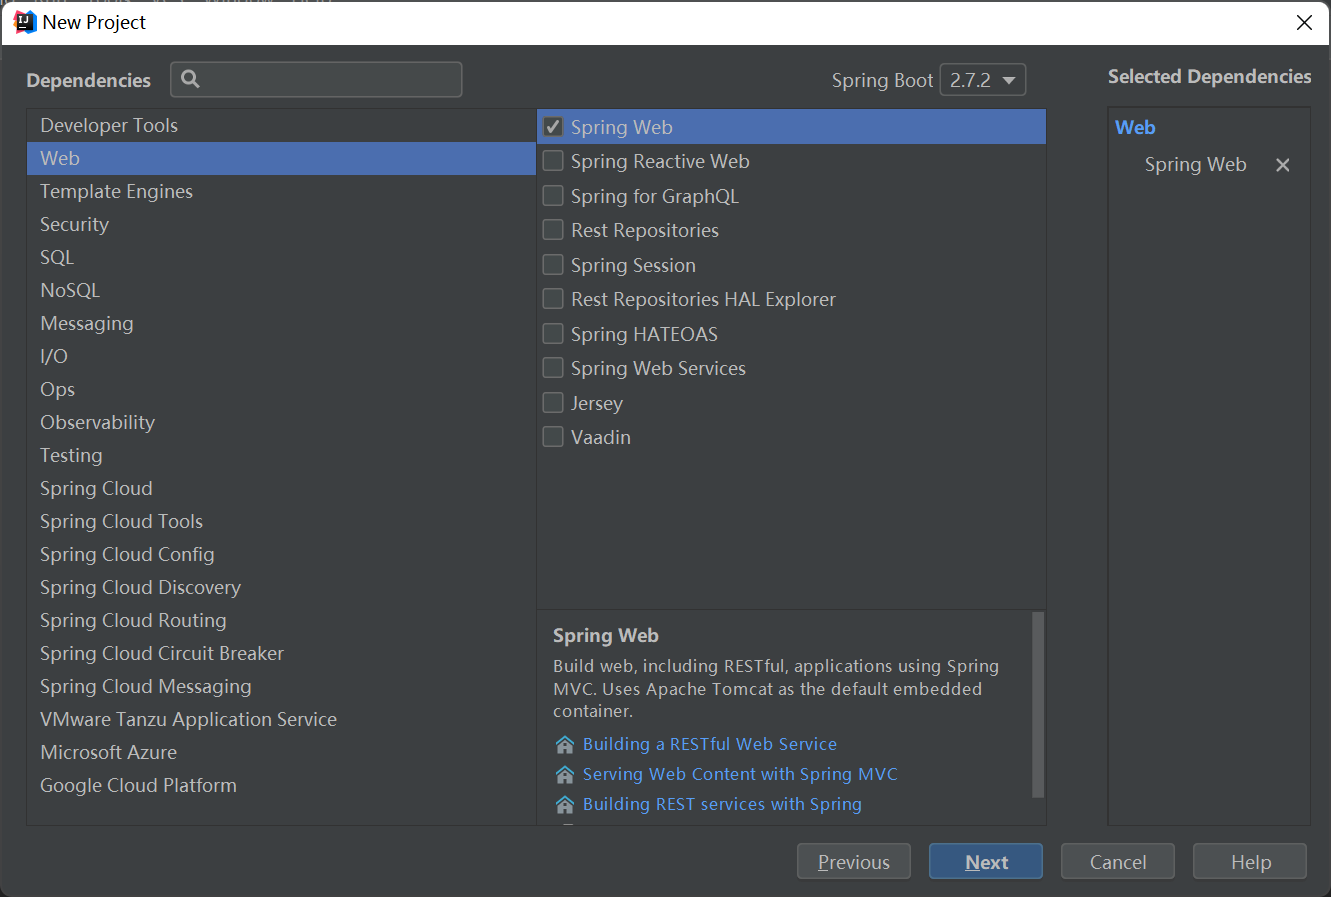 New Project
Dependencies
Spring Boot 2.7.2
Selected Dependencies
Developer Tools
Web
Template Engines
Security
SQL
NoSQL
Messaging
I/O
Ops
Observability
Testing
Spring Cloud
Spring Cloud Tools
Spring Cloud Config
Spring Cloud Discovery
Spring Cloud Routing
Spring Cloud Circuit Breaker
Spring Cloud Messaging
VMware Tanzu Application Service
Microsoft Azure
Google Cloud Platform
Spring Web
Spring Reactive Web
Spring for GraphQL
Rest Repositories
Spring Session
Rest Repositories HAL Explorer
Spring HATEOAS
Spring Web Services
Jersey
Vaadin
Spring Web
Build web, including RESTful, applications using Spring
MVC. Uses Apache Tomcat as the default embedded
container.
Building a RESTful Web Service
Serving Web Content with Spring MVC
Building REST services with Spring
Web
Spring Web
Previous
Next
Cancel
Help